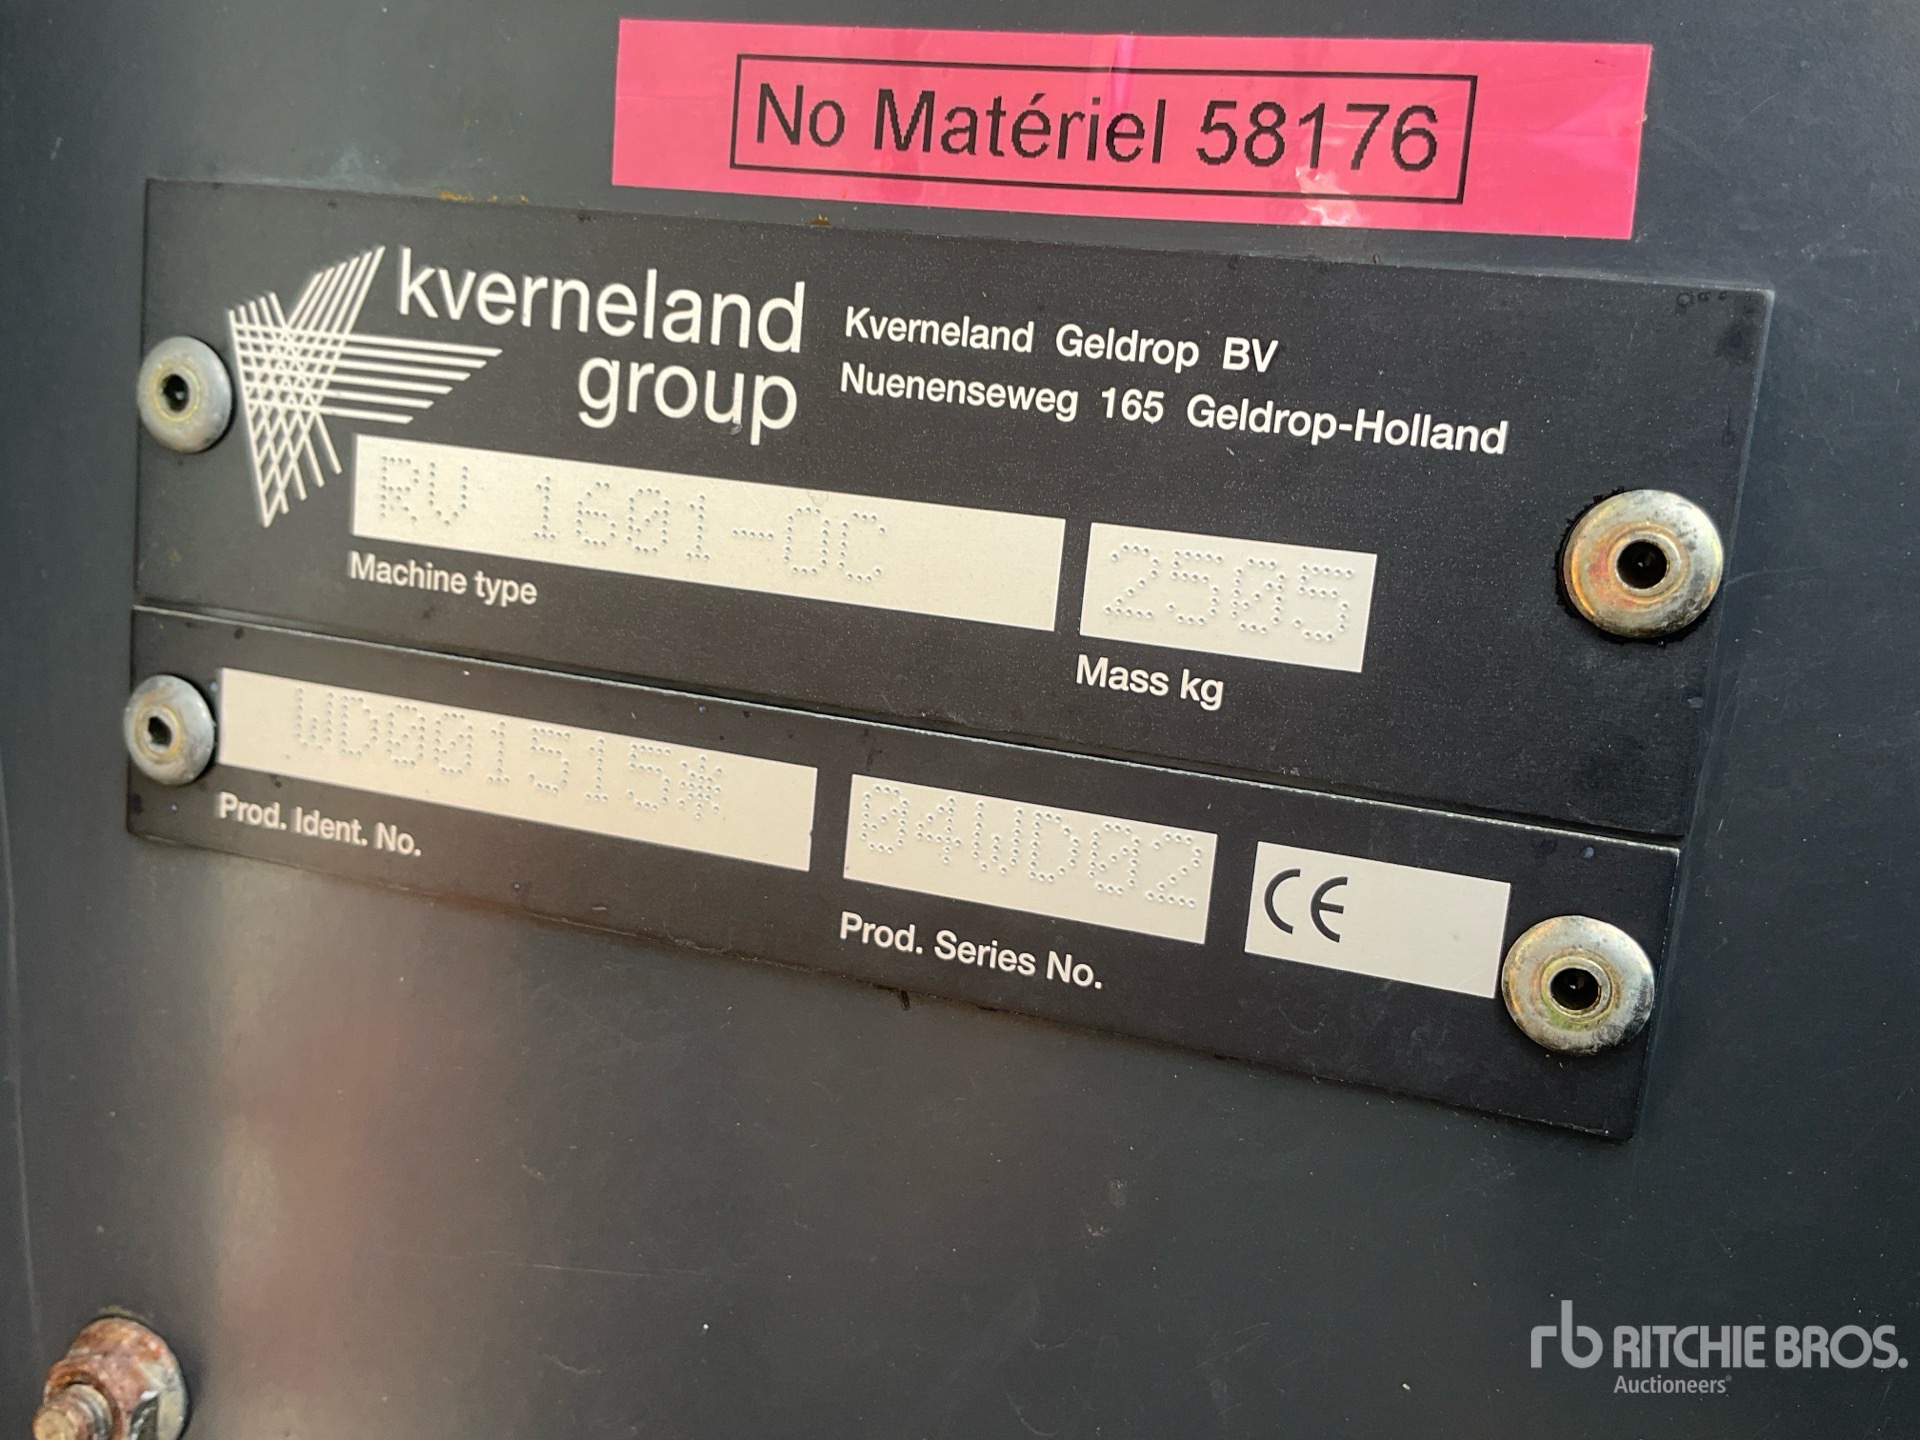 No Matériel 58176
kverneland
group
Kverneland Geldrop BV
Nuenenseweg 165 Geldrop-Holland
RV 1601-OC
Machine type
2505
Mass kg
WD001515*
Prod. Ident. No.
04WD02
Prod. Series No.
CE
rb RITCHIE BROS.
Auctioneers